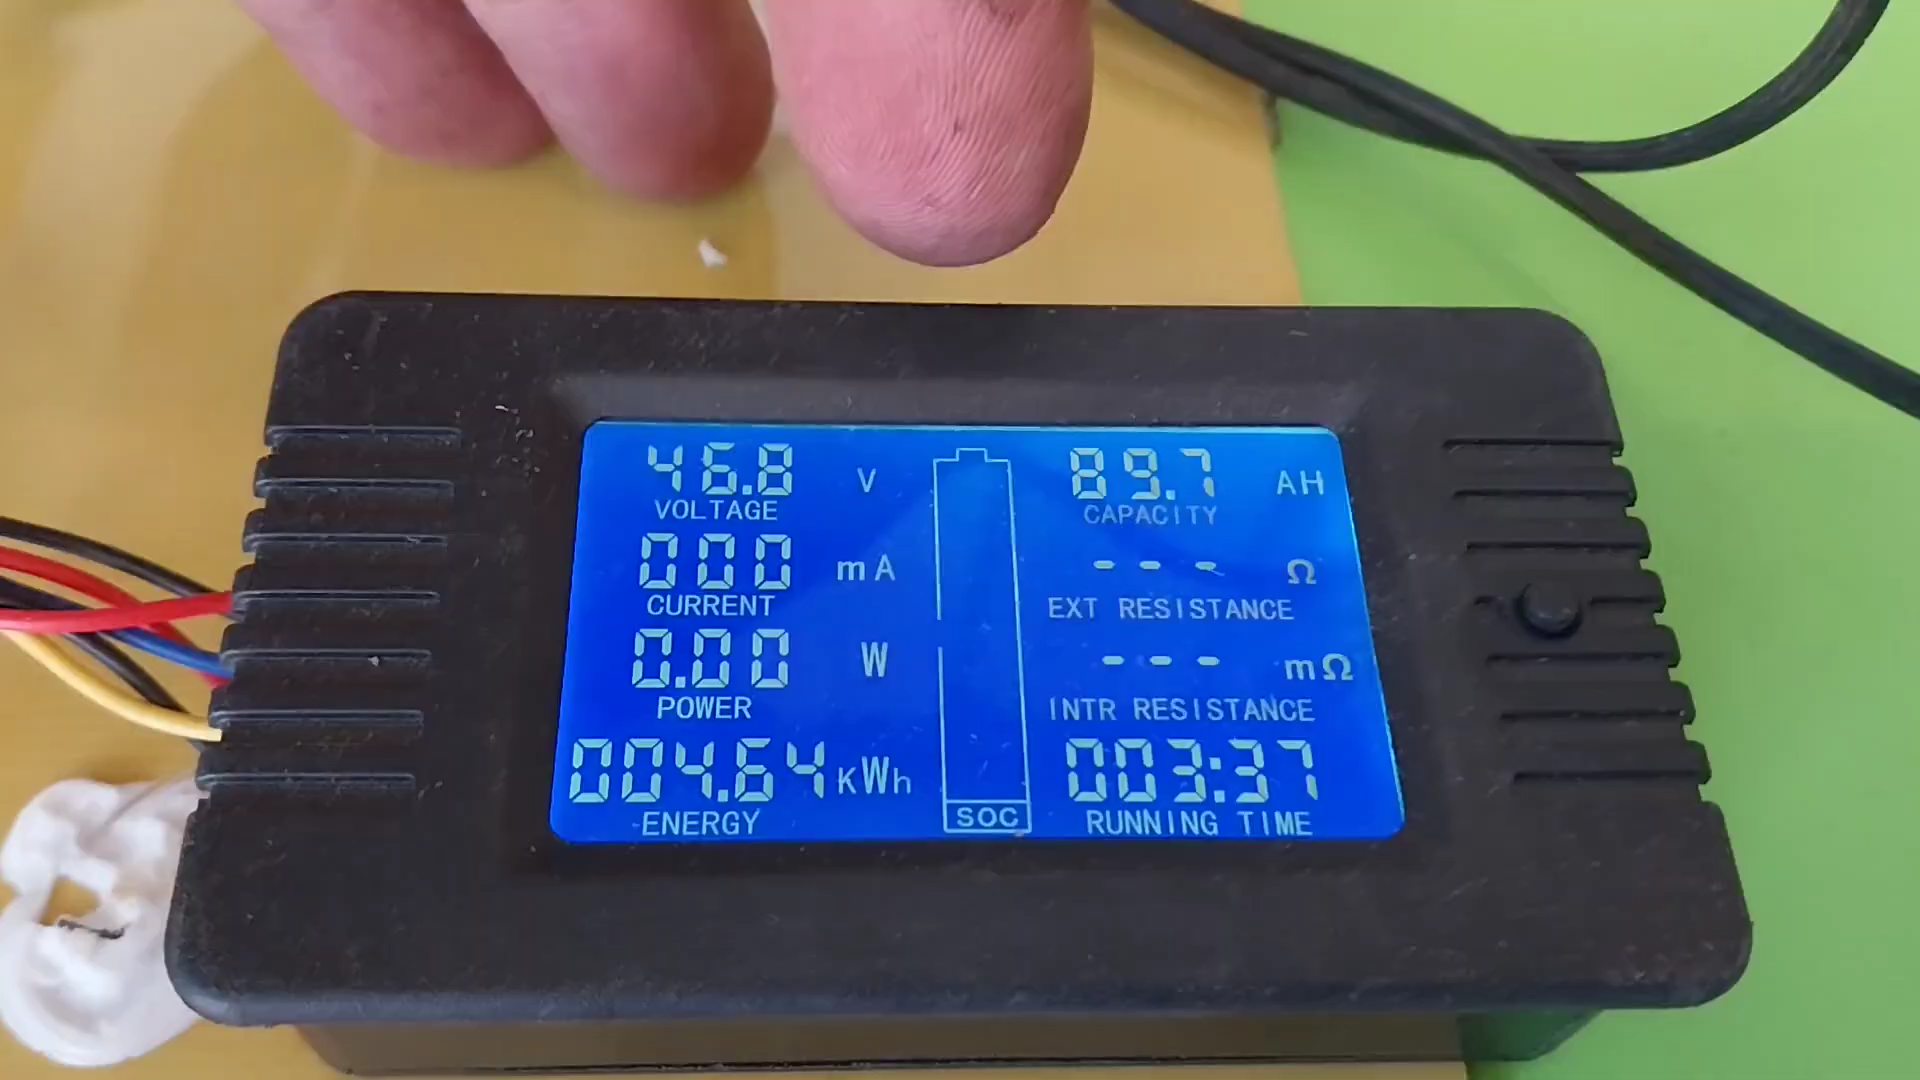 46.8 V
VOLTAGE
000 mA
CURRENT
0.00 W
POWER
004.64 KWh
ENERGY
SOC
89.7 AH
CAPACITY
--- Ω
EXT RESISTANCE
--- mΩ
INTR RESISTANCE
003:37
RUNNING TIME